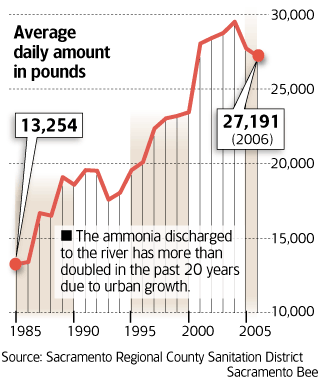 Average
daily amount
in pounds
30,000
25,000
20,000
15,000
10,000
13,254
27,191
(2006)
■ The ammonia discharged
to the river has more than
doubled in the past 20 years
due to urban growth.
1985
1990
1995
2000
2005
Source: Sacramento Regional County Sanitation District
Sacramento Bee